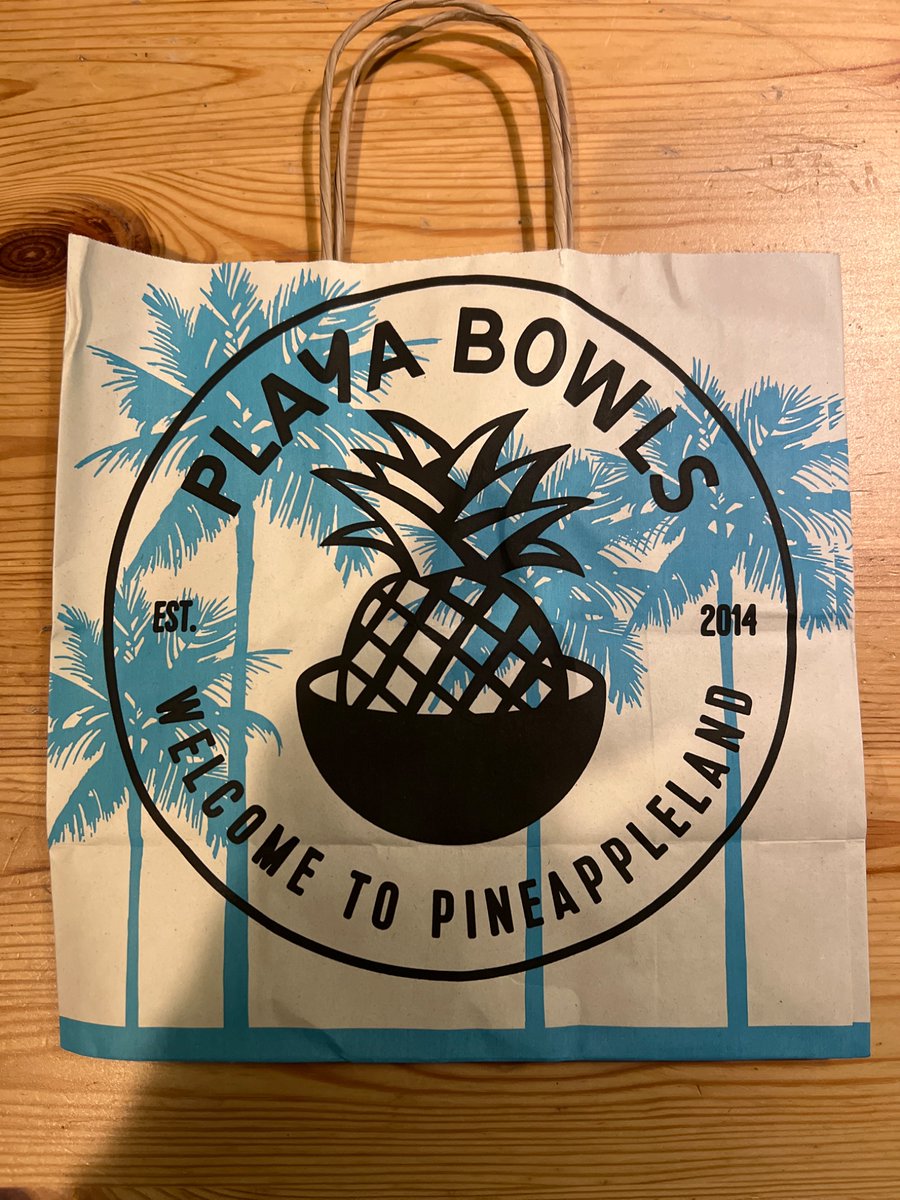 PLAYA BOWLS
EST. 2014
WELCOME TO PINEAPPLELAND